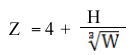 Z = 4 + H / ∛W